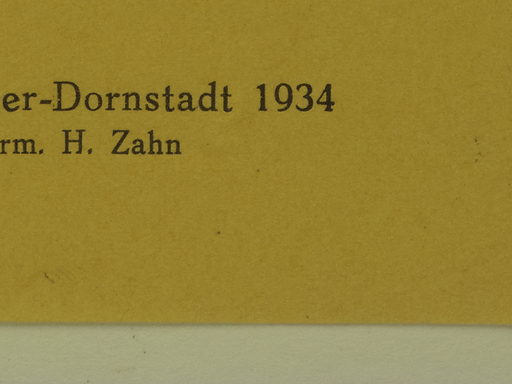 er-Dornstadt 1934
rm. H. Zahn